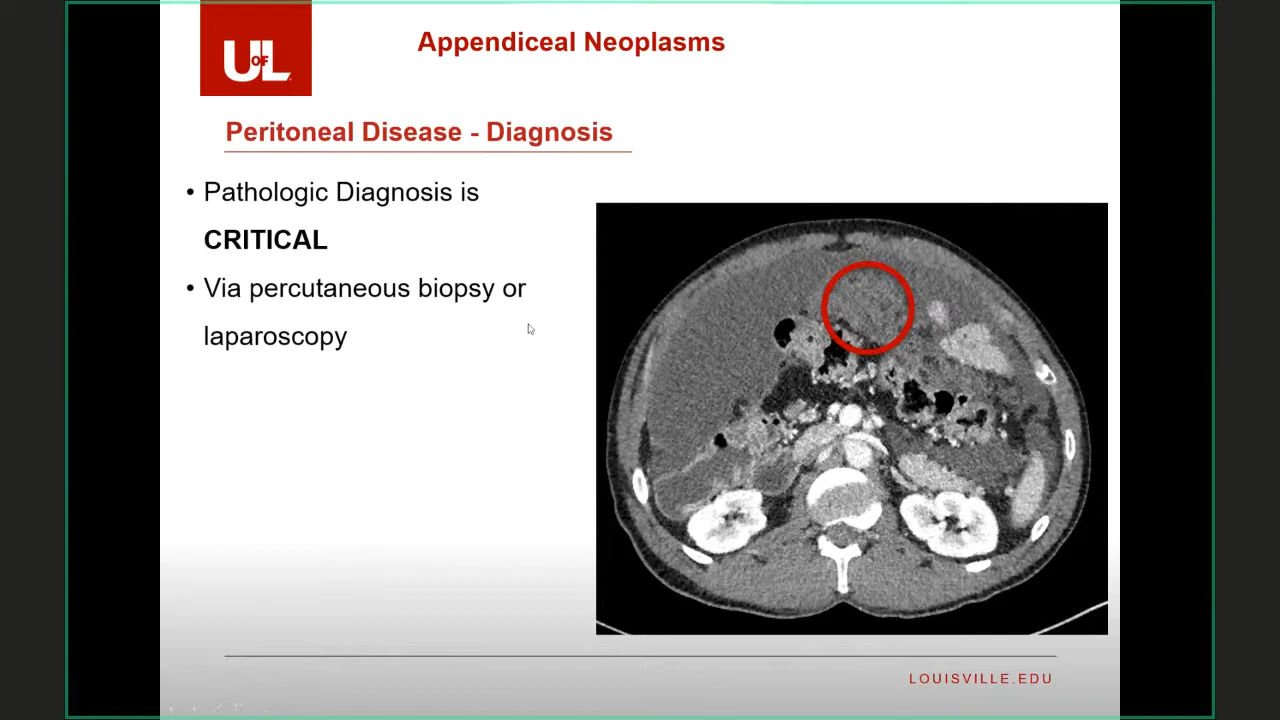 UofL
Appendiceal Neoplasms
Peritoneal Disease - Diagnosis
• Pathologic Diagnosis is
CRITICAL
• Via percutaneous biopsy or
laparoscopy
LOUISVILLE.EDU